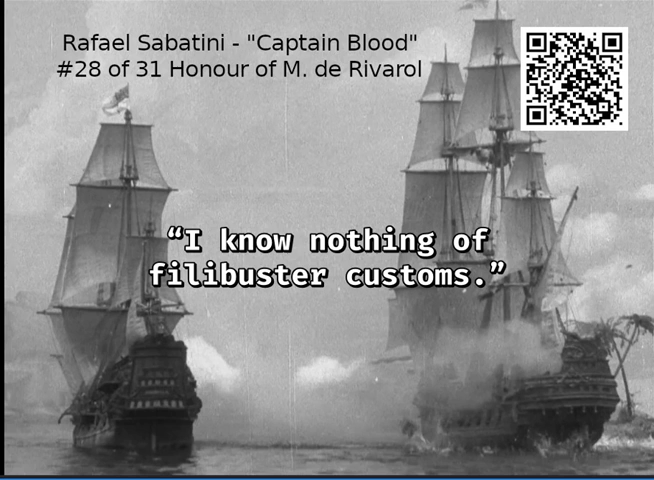 Rafael Sabatini - "Captain Blood"
#28 of 31 Honour of M. de Rivarol
“I know nothing of
filibuster customs.”